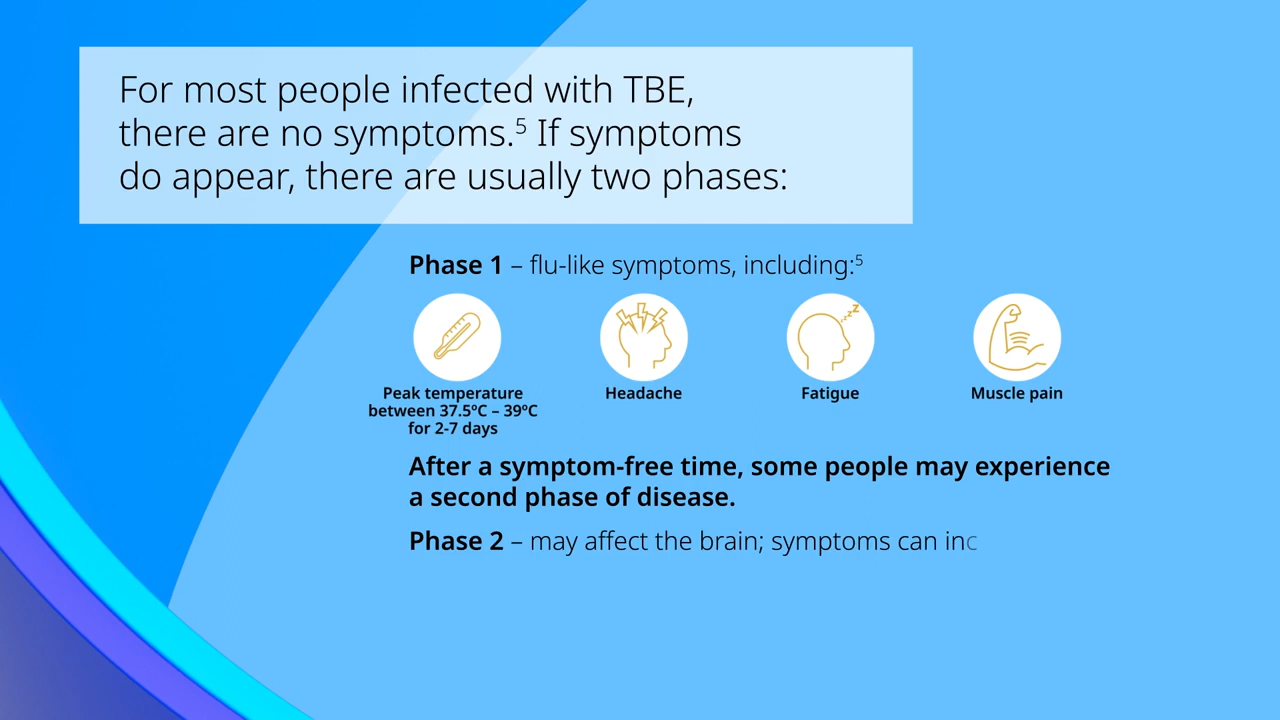 For most people infected with TBE,
there are no symptoms.⁵ If symptoms
do appear, there are usually two phases:
Phase 1 – flu-like symptoms, including:⁵
Peak temperature
between 37.5°C – 39°C
for 2-7 days
Headache
Fatigue
Muscle pain
After a symptom-free time, some people may experience
a second phase of disease.
Phase 2 – may affect the brain; symptoms can inc